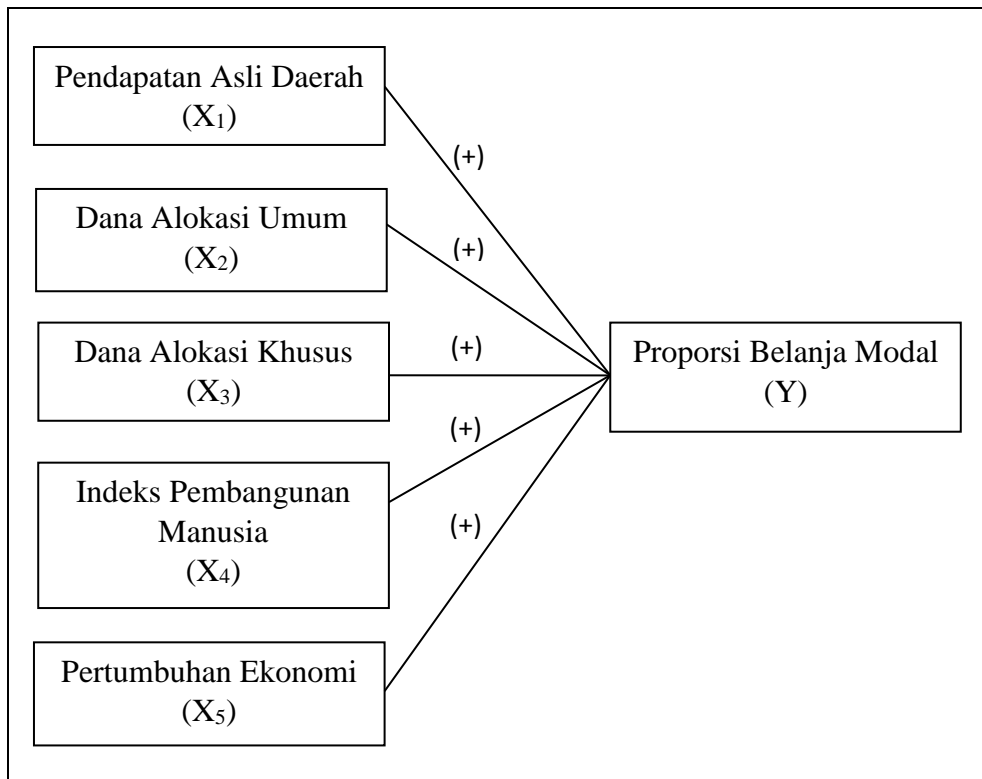 Pendapatan Asli Daerah
(X₁)
(+)
Dana Alokasi Umum
(X₂)
(+)
Dana Alokasi Khusus
(X₃)
(+)
Proporsi Belanja Modal
(Y)
(+)
Indeks Pembangunan
Manusia
(X₄)
(+)
Pertumbuhan Ekonomi
(X₅)